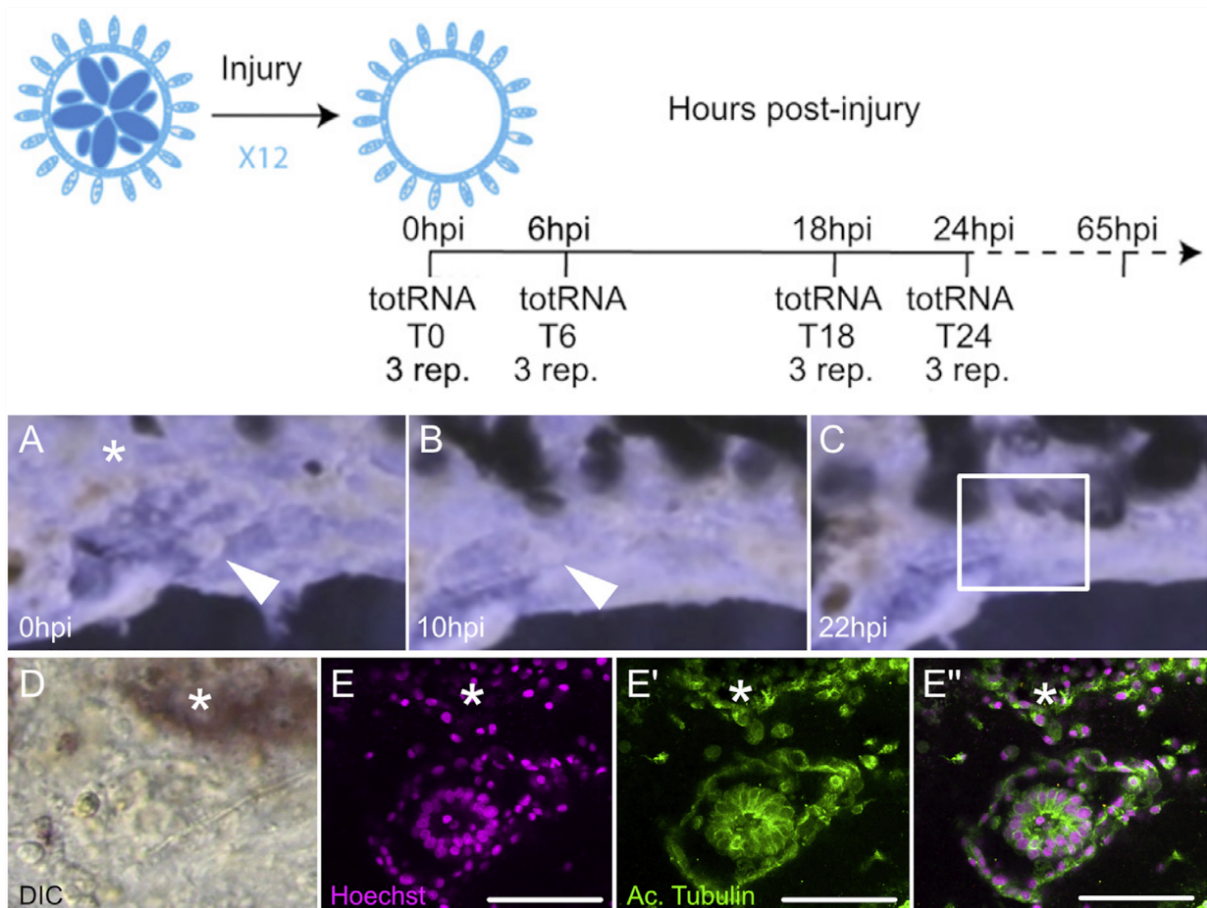 Injury
X12
Hours post-injury
0hpi 6hpi 18hpi 24hpi 65hpi
totRNA totRNA totRNA totRNA
T0 T6 T18 T24
3 rep. 3 rep. 3 rep. 3 rep.
A * B C
0hpi 10hpi 22hpi
D * E * E' * E"
*
DIC Hoechst Ac. Tubulin